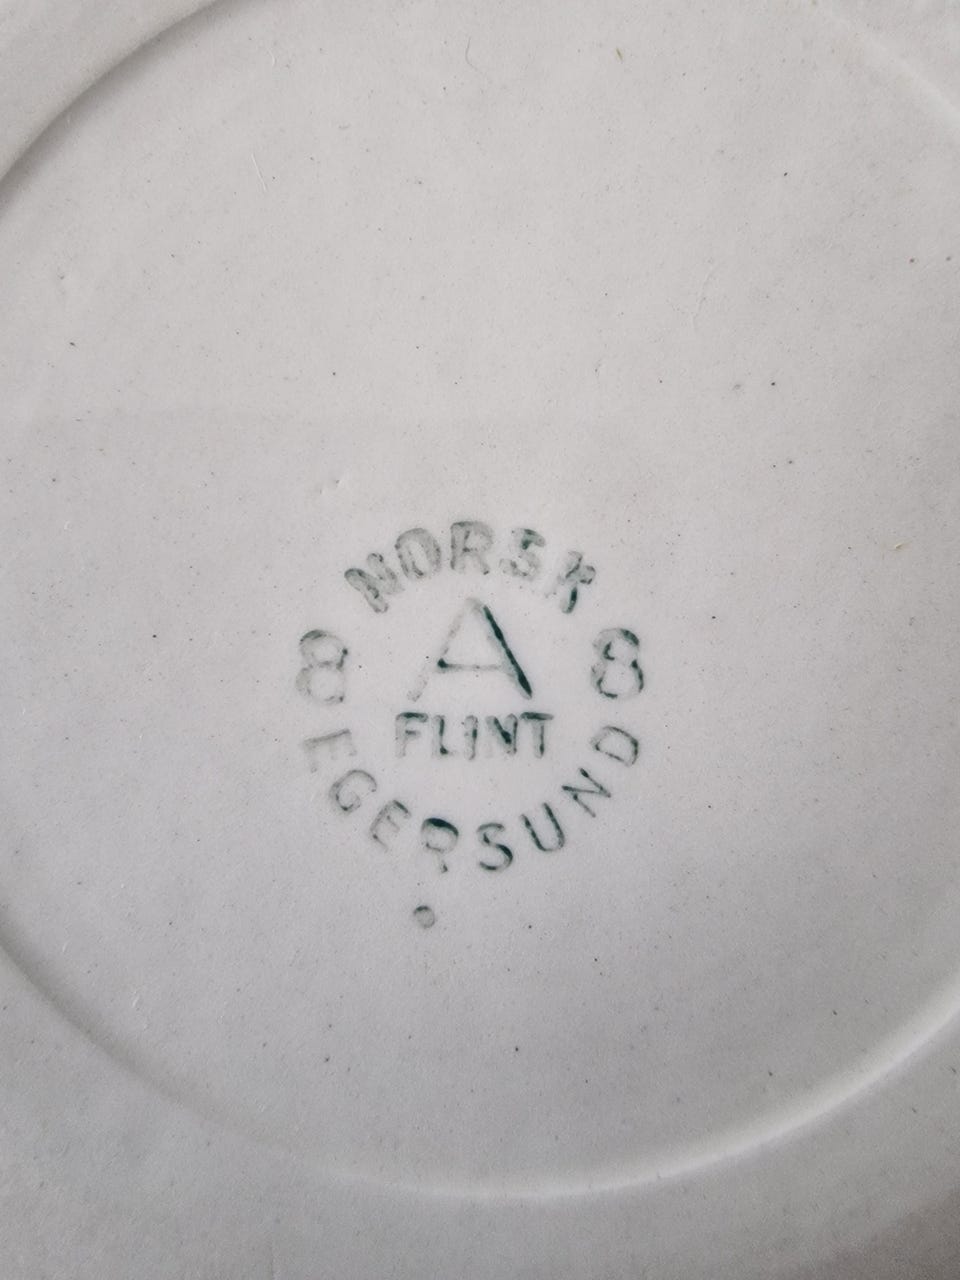 NORSK
8 A 8
FLINT
EGERSUND